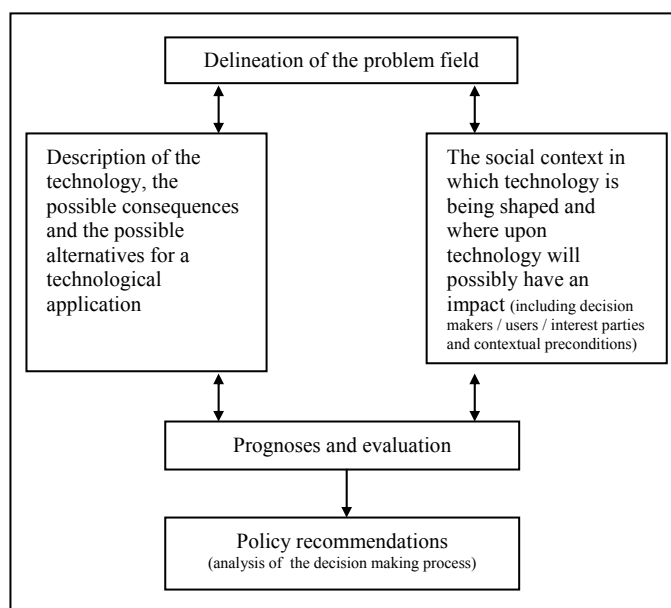 Delineation of the problem field
Description of the
technology, the
possible consequences
and the possible
alternatives for a
technological
application
The social context in
which technology is
being shaped and
where upon
technology will
possibly have an
impact (including decision
makers / users / interest parties
and contextual preconditions)
Prognoses and evaluation
Policy recommendations
(analysis of the decision making process)